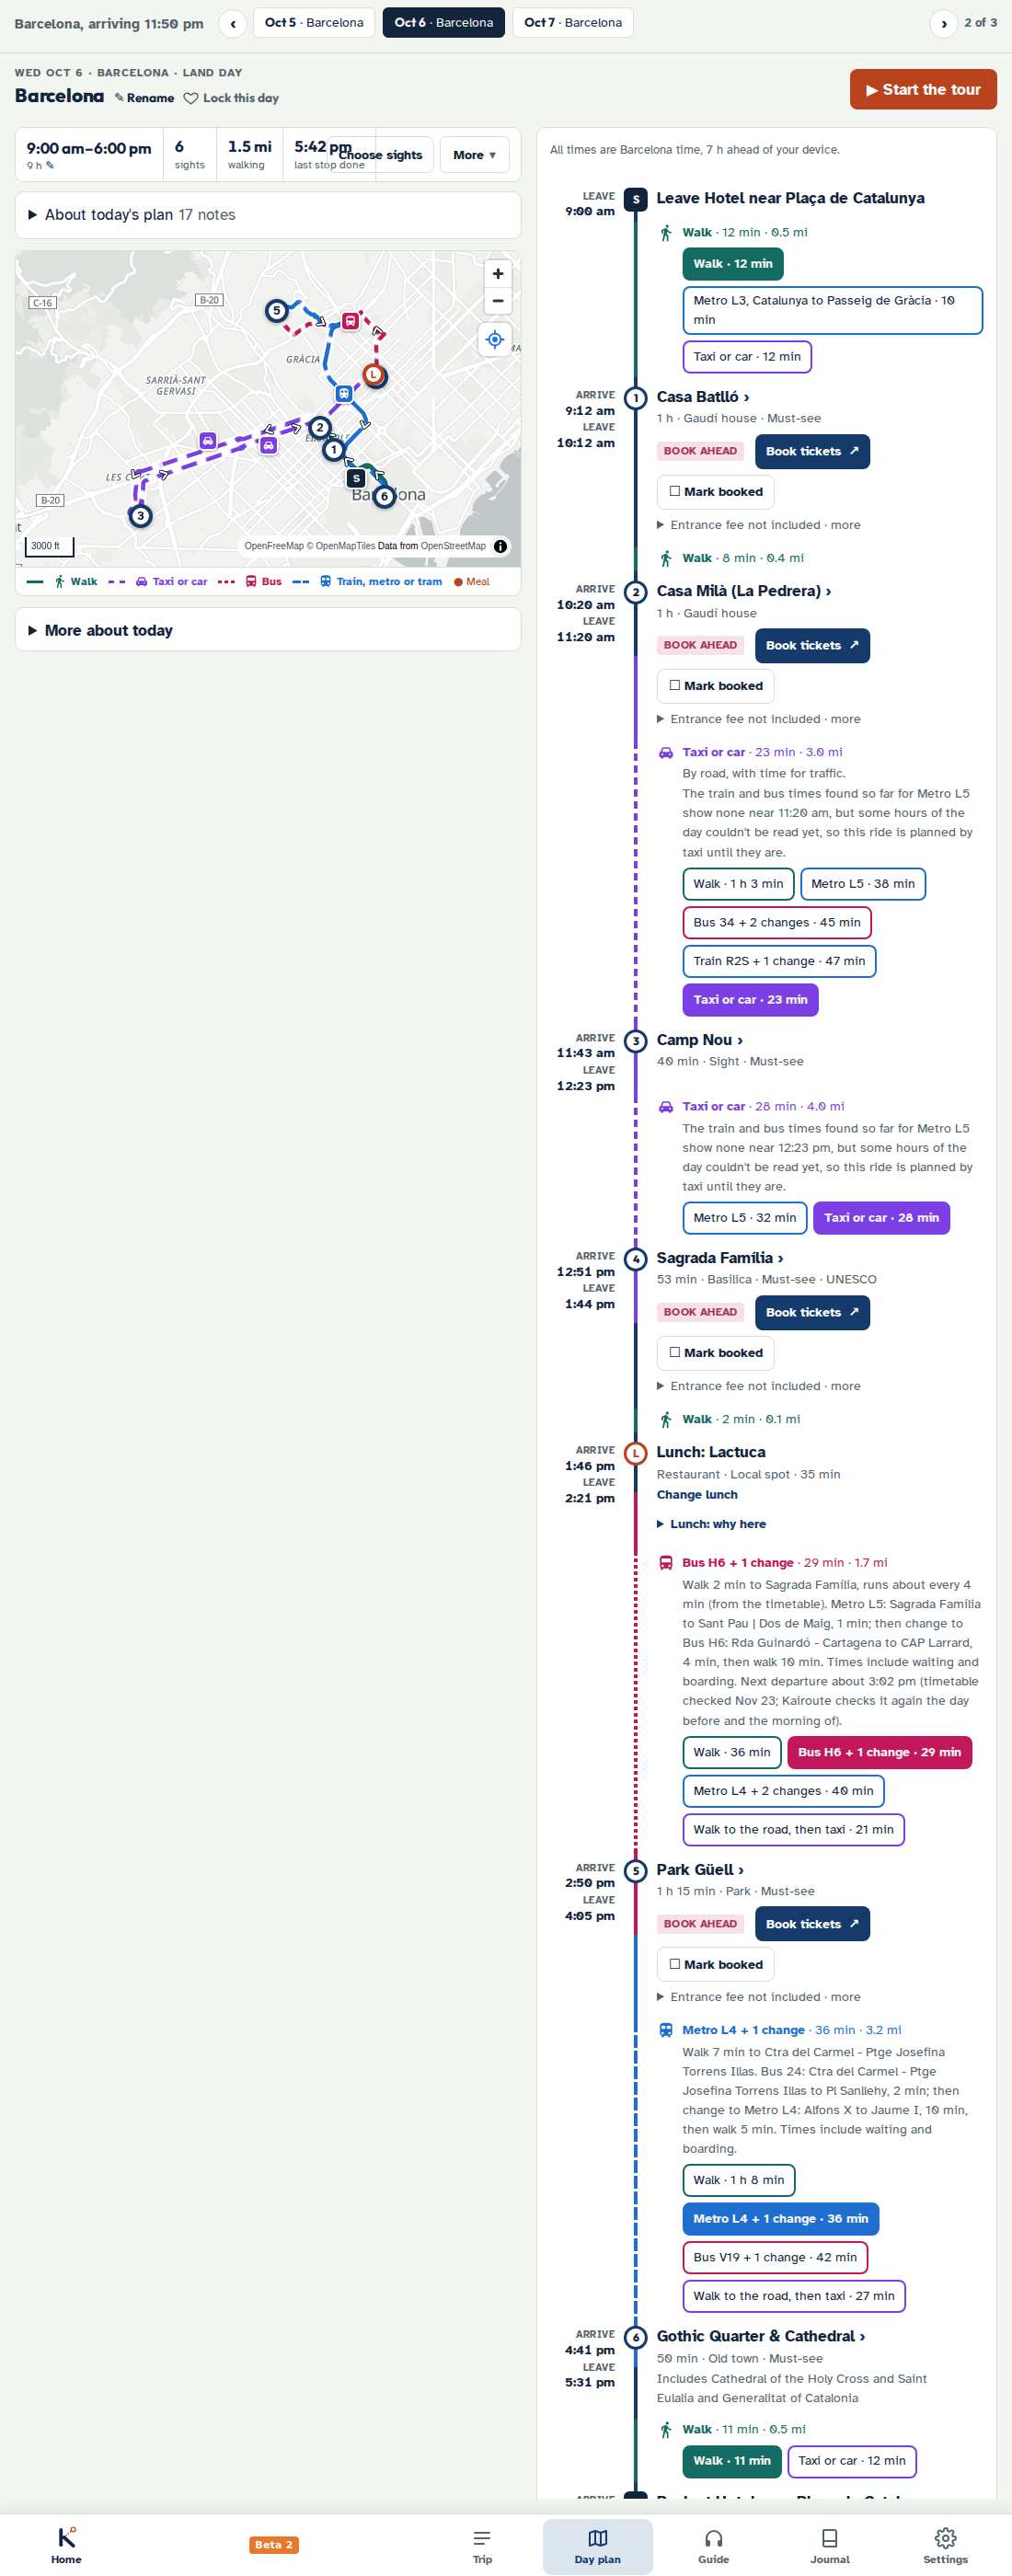 Barcelona, arriving 11:50 pm
‹
Oct 5 · Barcelona
Oct 6 · Barcelona
Oct 7 · Barcelona
›
2 of 3
WED OCT 6 · BARCELONA · LAND DAY
Barcelona ✎ Rename Lock this day
▶ Start the tour
9:00 am–6:00 pm
9 h ✎
6
sights
1.5 mi
walking
5:42 pm
last stop done
Choose sights
More ▾
▶ About today's plan 17 notes
C-16
B-20
GRÀCIA
SARRIÀ-SANT
GERVASI
B-20
5
L
2
1
S
6
3
+
−
3000 ft
OpenFreeMap © OpenMapTiles Data from OpenStreetMap
Walk
Taxi or car
Bus
Train, metro or tram
Meal
▶ More about today
All times are Barcelona time, 7 h ahead of your device.
LEAVE
9:00 am
S
Leave Hotel near Plaça de Catalunya
Walk · 12 min · 0.5 mi
Walk · 12 min
Metro L3, Catalunya to Passeig de Gràcia · 10
min
Taxi or car · 12 min
ARRIVE
9:12 am
LEAVE
10:12 am
1
Casa Batlló ›
1 h · Gaudí house · Must-see
BOOK AHEAD
Book tickets ↗
☐ Mark booked
▶ Entrance fee not included · more
Walk · 8 min · 0.4 mi
ARRIVE
10:20 am
LEAVE
11:20 am
2
Casa Milà (La Pedrera) ›
1 h · Gaudí house
BOOK AHEAD
Book tickets ↗
☐ Mark booked
▶ Entrance fee not included · more
Taxi or car · 23 min · 3.0 mi
By road, with time for traffic.
The train and bus times found so far for Metro L5
show none near 11:20 am, but some hours of the
day couldn't be read yet, so this ride is planned by
taxi until they are.
Walk · 1 h 3 min
Metro L5 · 38 min
Bus 34 + 2 changes · 45 min
Train R2S + 1 change · 47 min
Taxi or car · 23 min
ARRIVE
11:43 am
LEAVE
12:23 pm
3
Camp Nou ›
40 min · Sight · Must-see
Taxi or car · 28 min · 4.0 mi
The train and bus times found so far for Metro L5
show none near 12:23 pm, but some hours of the
day couldn't be read yet, so this ride is planned by
taxi until they are.
Metro L5 · 32 min
Taxi or car · 28 min
ARRIVE
12:51 pm
LEAVE
1:44 pm
4
Sagrada Família ›
53 min · Basilica · Must-see · UNESCO
BOOK AHEAD
Book tickets ↗
☐ Mark booked
▶ Entrance fee not included · more
Walk · 2 min · 0.1 mi
ARRIVE
1:46 pm
LEAVE
2:21 pm
L
Lunch: Lactuca
Restaurant · Local spot · 35 min
Change lunch
▶ Lunch: why here
Bus H6 + 1 change · 29 min · 1.7 mi
Walk 2 min to Sagrada Família, runs about every 4
min (from the timetable). Metro L5: Sagrada Família
to Sant Pau | Dos de Maig, 1 min; then change to
Bus H6: Rda Guinardó - Cartagena to CAP Larrard,
4 min, then walk 10 min. Times include waiting and
boarding. Next departure about 3:02 pm (timetable
checked Nov 23; Kairoute checks it again the day
before and the morning of).
Walk · 36 min
Bus H6 + 1 change · 29 min
Metro L4 + 2 changes · 40 min
Walk to the road, then taxi · 21 min
ARRIVE
2:50 pm
LEAVE
4:05 pm
5
Park Güell ›
1 h 15 min · Park · Must-see
BOOK AHEAD
Book tickets ↗
☐ Mark booked
▶ Entrance fee not included · more
Metro L4 + 1 change · 36 min · 3.2 mi
Walk 7 min to Ctra del Carmel - Ptge Josefina
Torrens Illas. Bus 24: Ctra del Carmel - Ptge
Josefina Torrens Illas to Pl Sanllehy, 2 min; then
change to Metro L4: Alfons X to Jaume I, 10 min,
then walk 5 min. Times include waiting and
boarding.
Walk · 1 h 8 min
Metro L4 + 1 change · 36 min
Bus V19 + 1 change · 42 min
Walk to the road, then taxi · 27 min
ARRIVE
4:41 pm
LEAVE
5:31 pm
6
Gothic Quarter & Cathedral ›
50 min · Old town · Must-see
Includes Cathedral of the Holy Cross and Saint
Eulalia and Generalitat of Catalonia
Walk · 11 min · 0.5 mi
Walk · 11 min
Taxi or car · 12 min
Home
Beta 2
Trip
Day plan
Guide
Journal
Settings